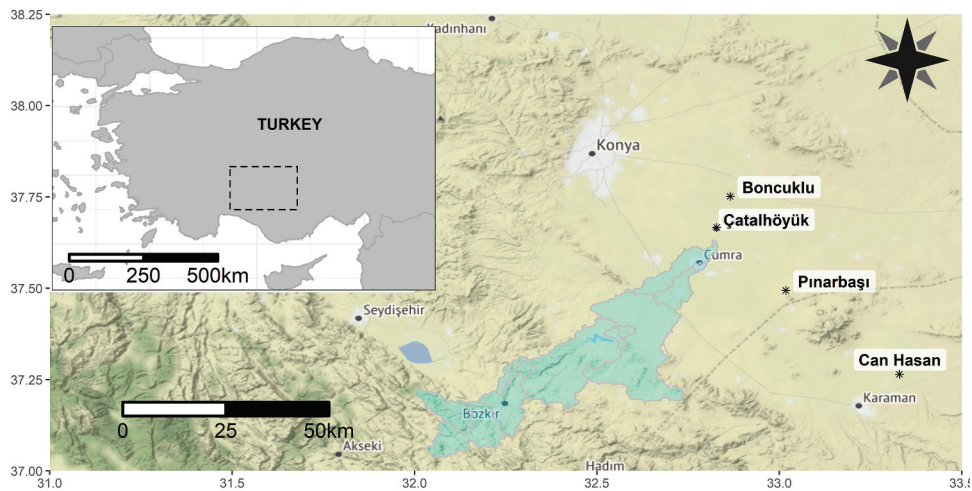 38.25
38.00
37.75
37.50
37.25
37.00
31.0
31.5
32.0
32.5
33.0
33.5
TURKEY
0 250 500km
Kadınhanı
Konya
Boncuklu
Çatalhöyük
Çumra
Pınarbaşı
Seydişehir
Can Hasan
Karaman
Bozkır
0 25 50km
Akseki
Hadım